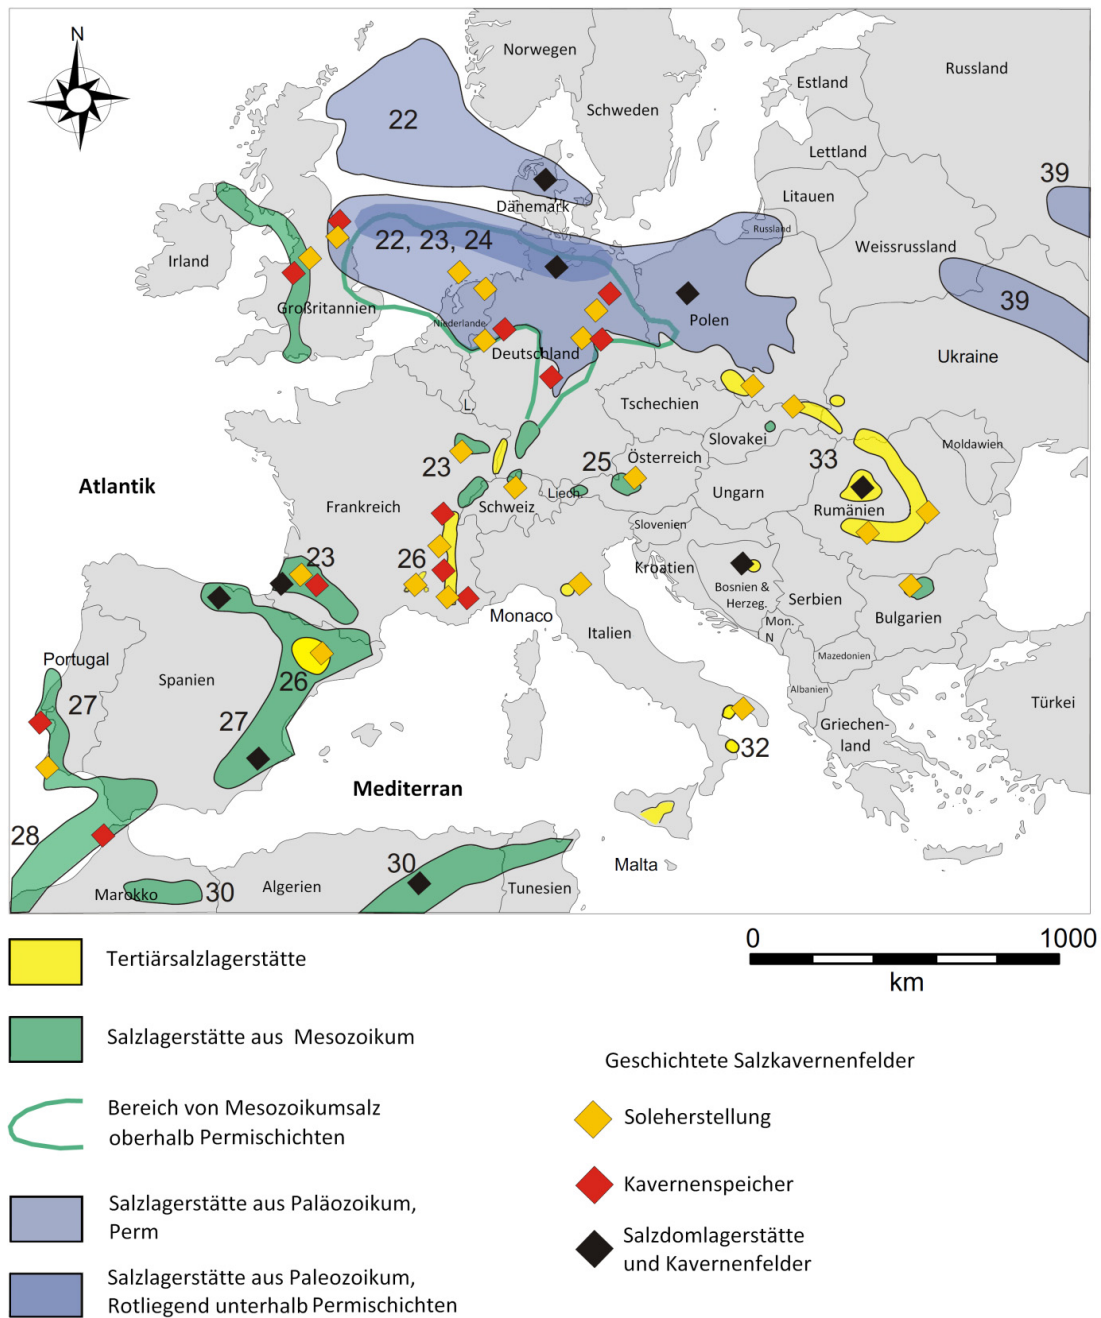 N
Norwegen
Schweden
Estland
Russland
Lettland
Litauen
Russland
Weissrussland
39
39
22
Dänemark
22, 23, 24
Irland
Großritannien
Niederlande
Deutschland
Polen
Ukraine
L.
Tschechien
Slovakei
Moldawien
23
25
Österreich
33
Atlantik
Frankreich
Schweiz
Liech.
Ungarn
Rumänien
Slovenien
23
26
Kroatien
Bosnien &
Herzeg.
Serbien
Mon.
N
Bulgarien
Monaco
Italien
Portugal
Spanien
26
27
27
Mazedonien
Albanien
Griechen-
land
Türkei
32
Mediterran
28
30
30
Marokko
Algerien
Tunesien
Malta
Tertiärsalzlagerstätte
0
1000
km
Salzlagerstätte aus Mesozoikum
Bereich von Mesozoikumsalz
oberhalb Permischichten
Salzlagerstätte aus Paläozoikum,
Perm
Salzlagerstätte aus Paleozoikum,
Rotliegend unterhalb Permischichten
Geschichtete Salzkavernenfelder
Soleherstellung
Kavernenspeicher
Salzdomlagerstätte
und Kavernenfelder